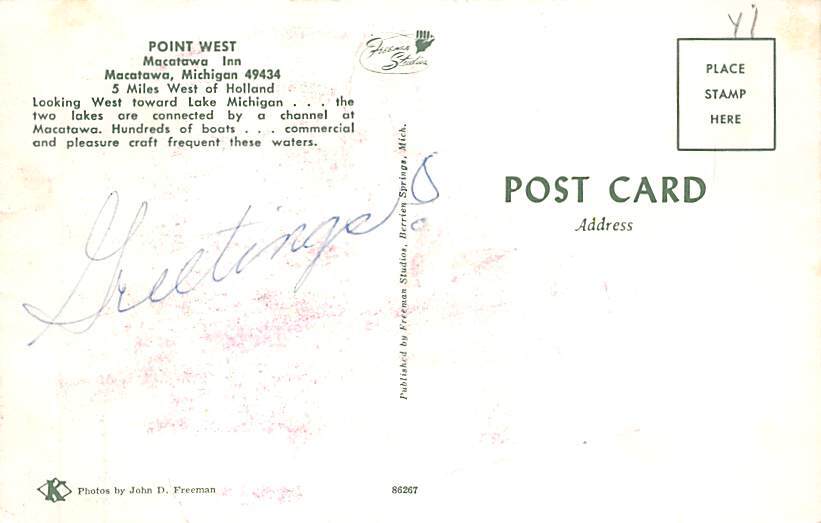 POINT WEST
Macatawa Inn
Macatawa, Michigan 49434
5 Miles West of Holland
Looking West toward Lake Michigan . . . the
two lakes are connected by a channel at
Macatawa. Hundreds of boats . . . commercial
and pleasure craft frequent these waters.
Greetings!
Freeman
Studios
Published by Freeman Studios, Berrien Springs, Mich.
PLACE
STAMP
HERE
POST CARD
Address
K
Photos by John D. Freeman
86267